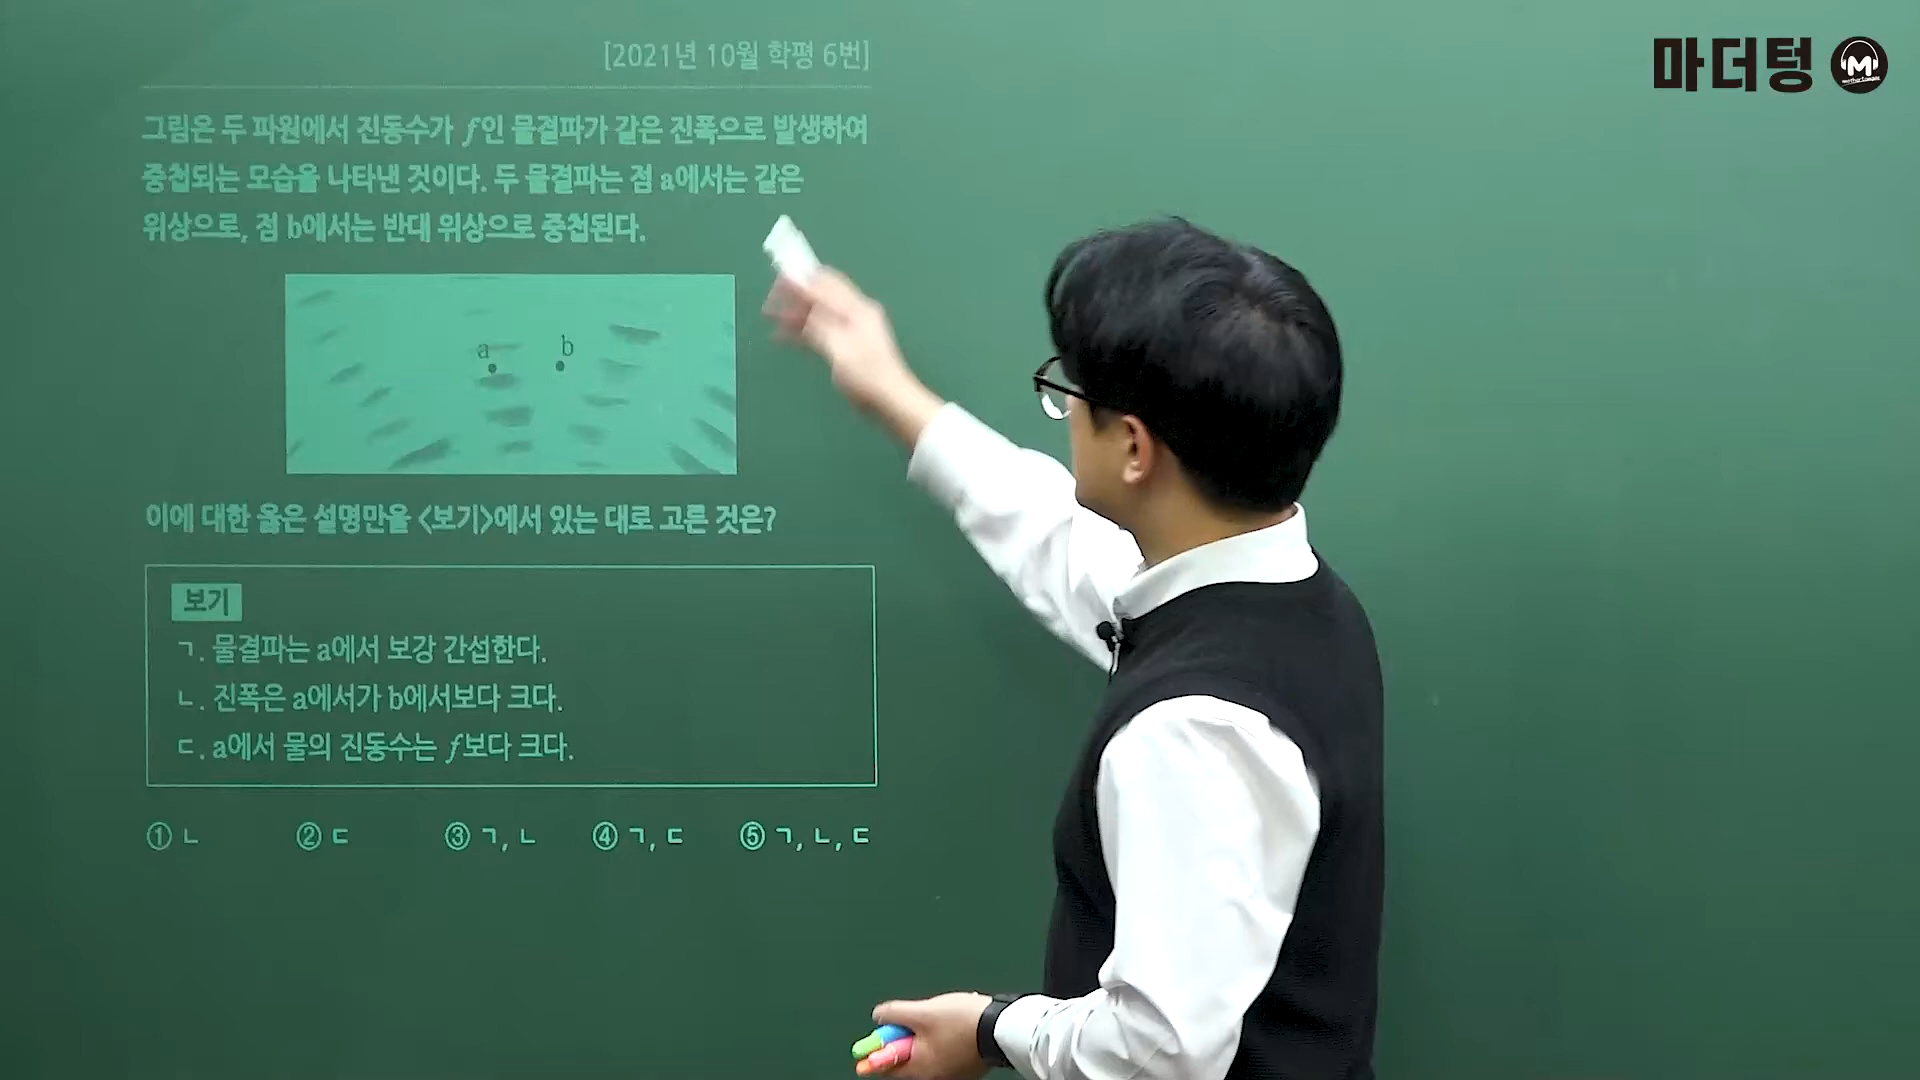 마더텅 M
[2021년 10월 학평 6번]
그림은 두 파원에서 진동수가 f인 물결파가 같은 진폭으로 발생하여
중첩되는 모습을 나타낸 것이다. 두 물결파는 점 a에서는 같은
위상으로, 점 b에서는 반대 위상으로 중첩된다.
a b
이에 대한 옳은 설명만을 <보기>에서 있는 대로 고른 것은?
보기
ㄱ. 물결파는 a에서 보강 간섭한다.
ㄴ. 진폭은 a에서가 b에서보다 크다.
ㄷ. a에서 물의 진동수는 f보다 크다.
① ㄴ ② ㄷ ③ ㄱ, ㄴ ④ ㄱ, ㄷ ⑤ ㄱ, ㄴ, ㄷ